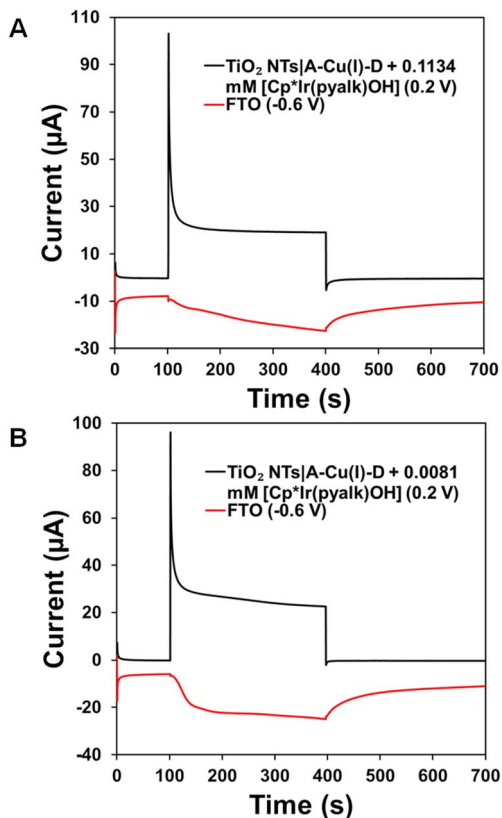 A
110
90
70
50
30
10
-10
-30
Current (µA)
TiO₂ NTs|A-Cu(I)-D + 0.1134
mM [Cp*Ir(pyalk)OH] (0.2 V)
FTO (-0.6 V)
0 100 200 300 400 500 600 700
Time (s)
B
100
80
60
40
20
0
-20
-40
Current (µA)
TiO₂ NTs|A-Cu(I)-D + 0.0081
mM [Cp*Ir(pyalk)OH] (0.2 V)
FTO (-0.6 V)
0 100 200 300 400 500 600 700
Time (s)